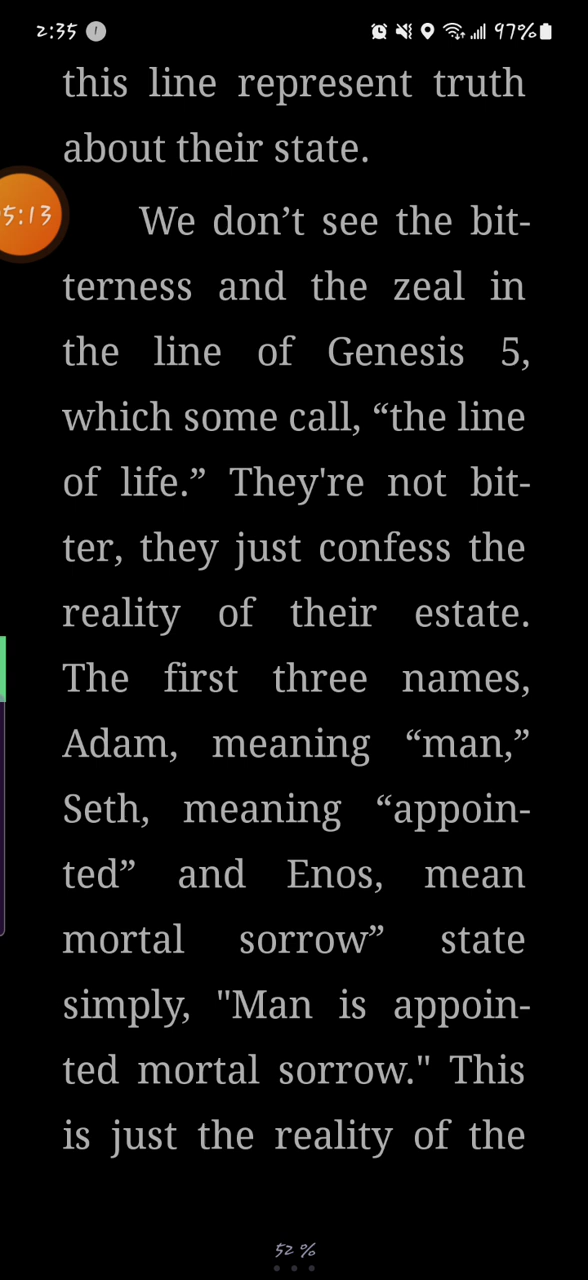 2:35
97%
this line represent truth
about their state.
5:13
We don’t see the bit-
terness and the zeal in
the line of Genesis 5,
which some call, “the line
of life.” They're not bit-
ter, they just confess the
reality of their estate.
The first three names,
Adam, meaning “man,”
Seth, meaning “appoin-
ted” and Enos, mean
mortal sorrow” state
simply, "Man is appoin-
ted mortal sorrow." This
is just the reality of the
52%